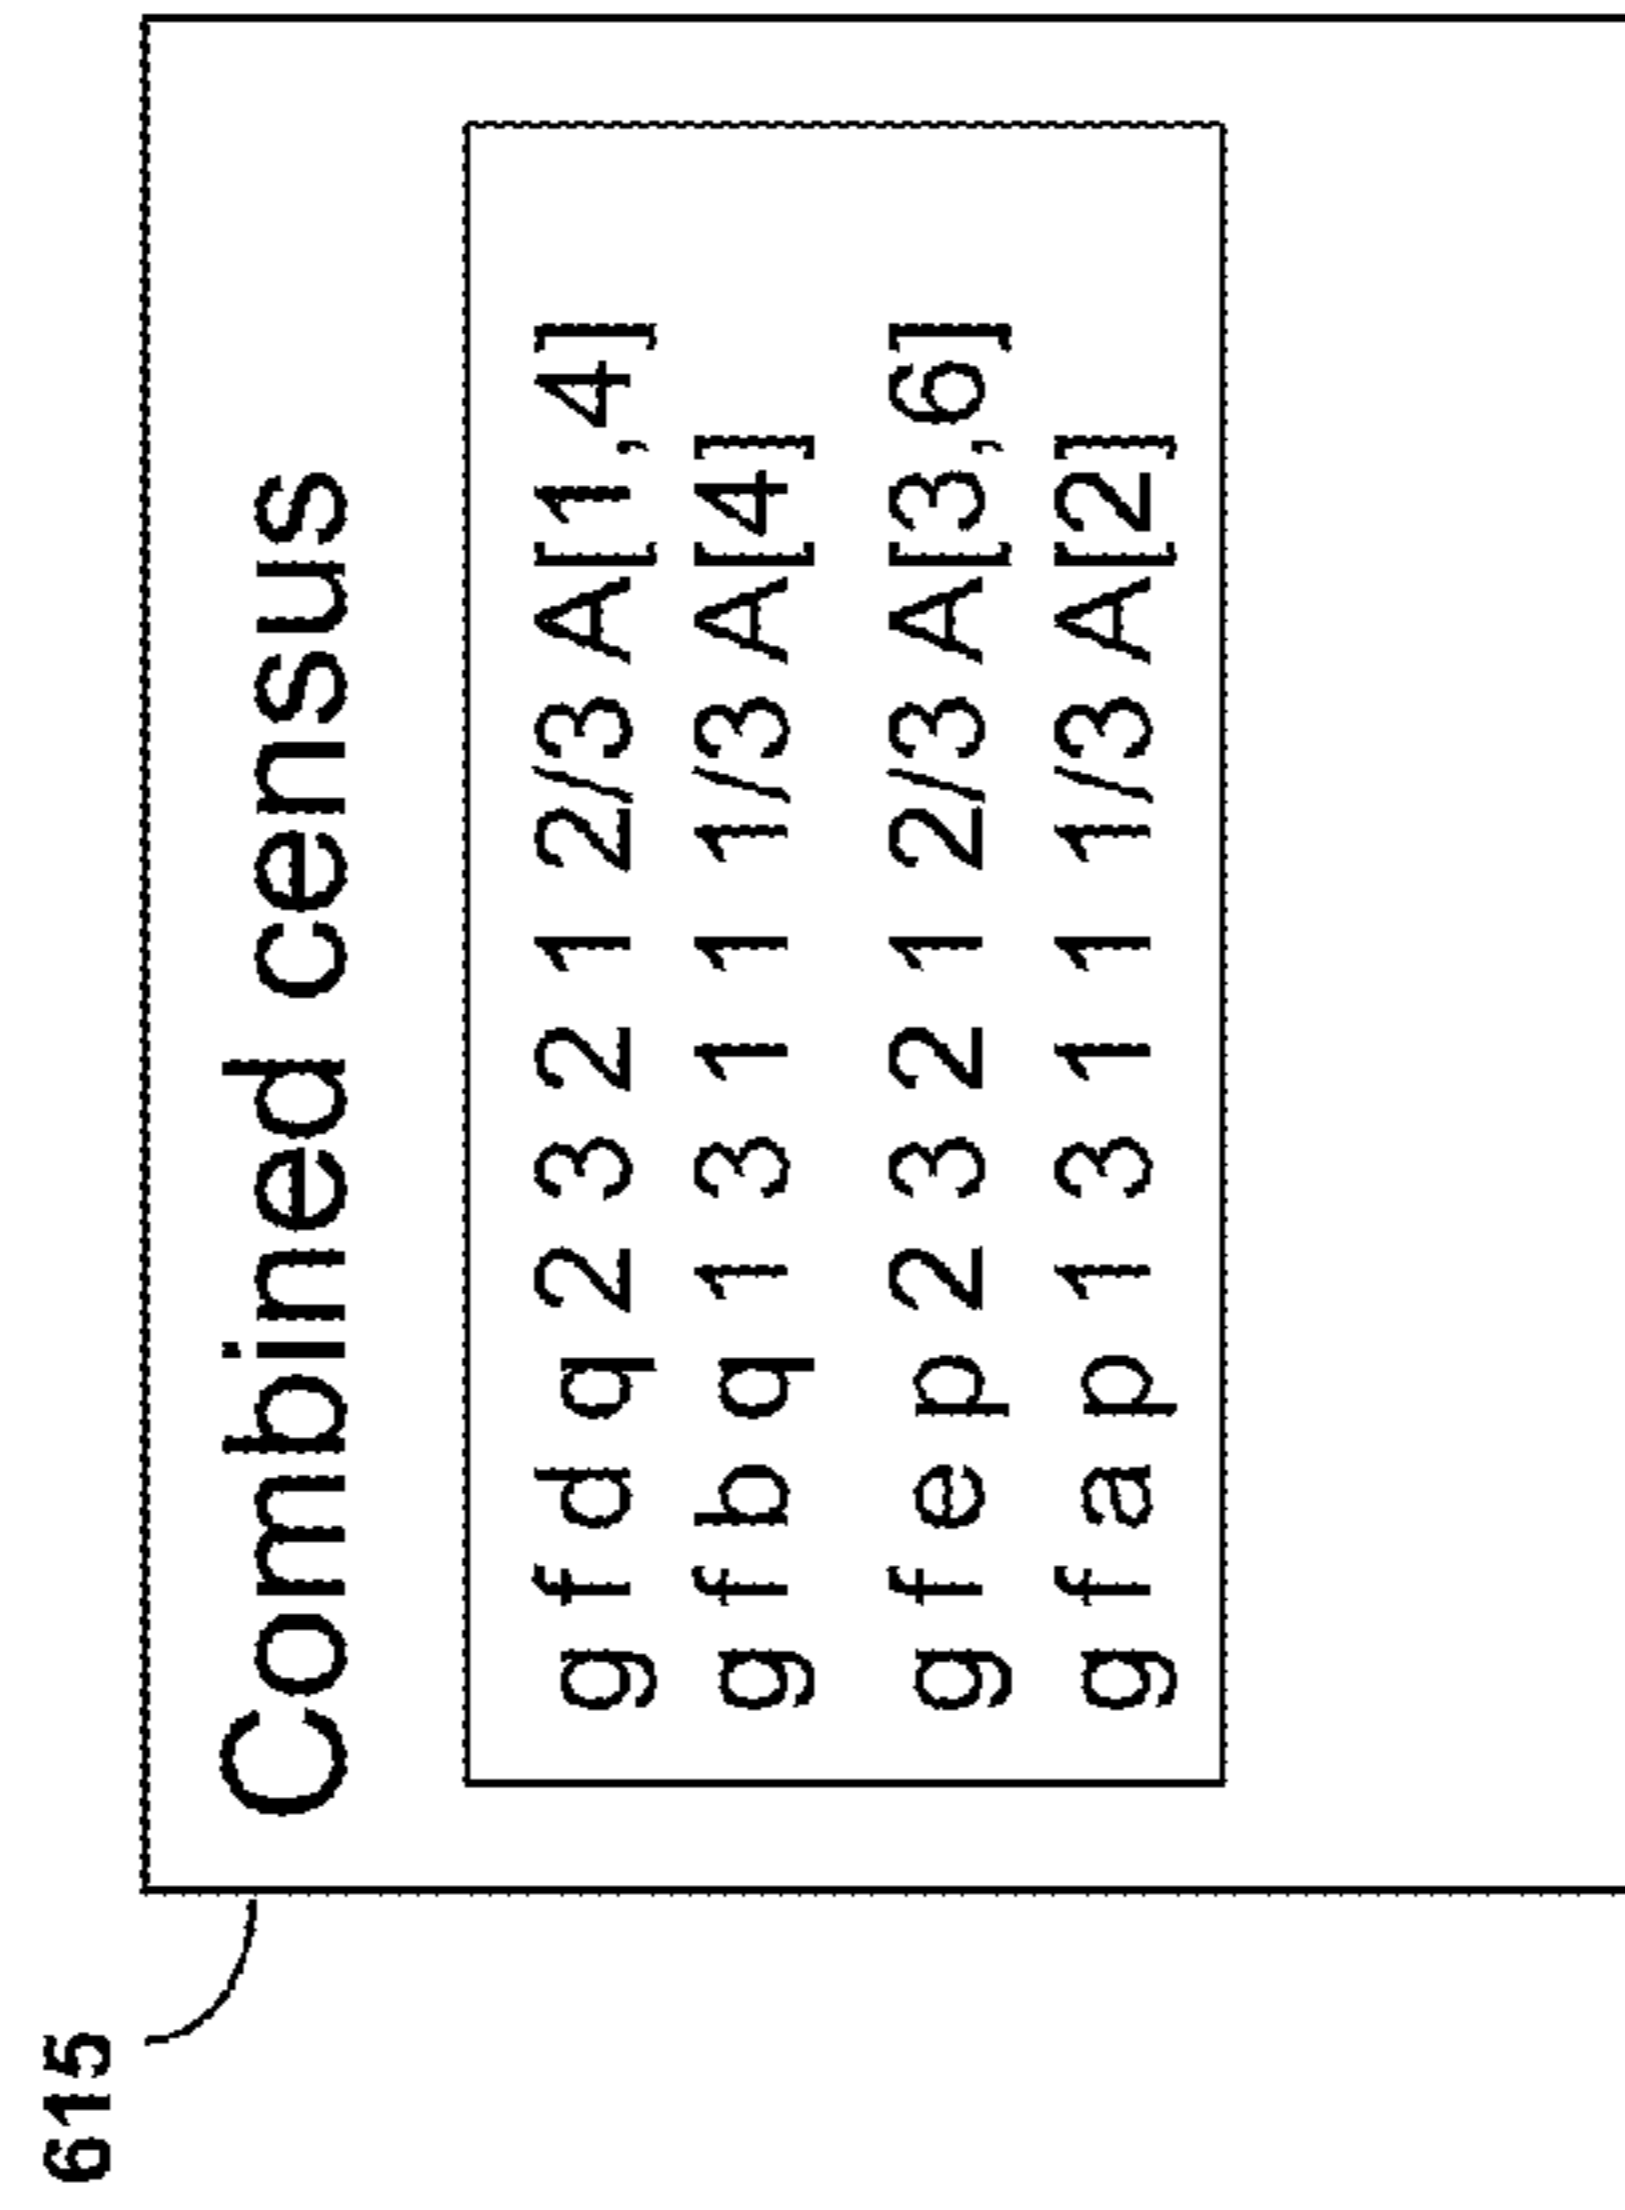 615
Combined census
g f d q 2 3 2 1 2/3 A[1,4]
g f b q 1 3 1 1 1/3 A[4]
g f e p 2 3 2 1 2/3 A[3,6]
g f a p 1 3 1 1 1/3 A[2]